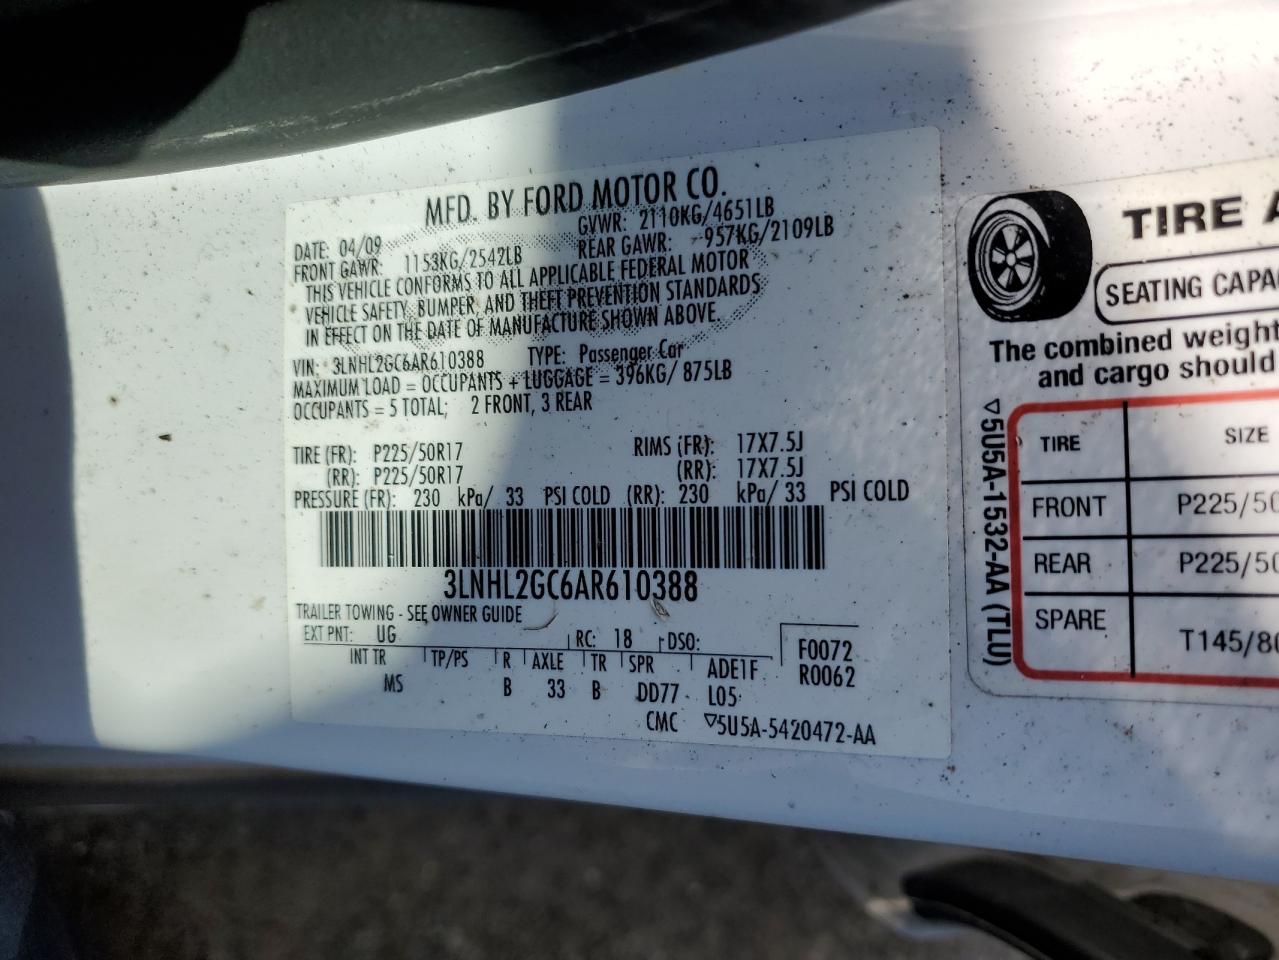 MFD. BY FORD MOTOR CO.
DATE: 04/09 GVWR: 2110KG/4651LB
FRONT GAWR: 1153KG/2542LB REAR GAWR: 957KG/2109LB
THIS VEHICLE CONFORMS TO ALL APPLICABLE FEDERAL MOTOR
VEHICLE SAFETY, BUMPER, AND THEFT PREVENTION STANDARDS
IN EFFECT ON THE DATE OF MANUFACTURE SHOWN ABOVE.
VIN: 3LNHL2GC6AR610388 TYPE: Passenger Car
MAXIMUM LOAD = OCCUPANTS + LUGGAGE = 396KG/ 875LB
OCCUPANTS = 5 TOTAL; 2 FRONT, 3 REAR
TIRE (FR): P225/50R17 RIMS (FR): 17X7.5J
(RR): P225/50R17 (RR): 17X7.5J
PRESSURE (FR): 230 kPa/ 33 PSI COLD (RR): 230 kPa/ 33 PSI COLD
3LNHL2GC6AR610388
TRAILER TOWING - SEE OWNER GUIDE
EXT PNT: UG RC: 18 DSO: F0072
INT TR TP/PS R AXLE TR SPR ADE1F R0062
MS B 33 B DD77 L05
CMC ▽5U5A-5420472-AA
TIRE A
SEATING CAPA
The combined weight
and cargo should
▽5U5A-1532-AA (TLU)
TIRE SIZE
FRONT P225/50
REAR P225/50
SPARE T145/80